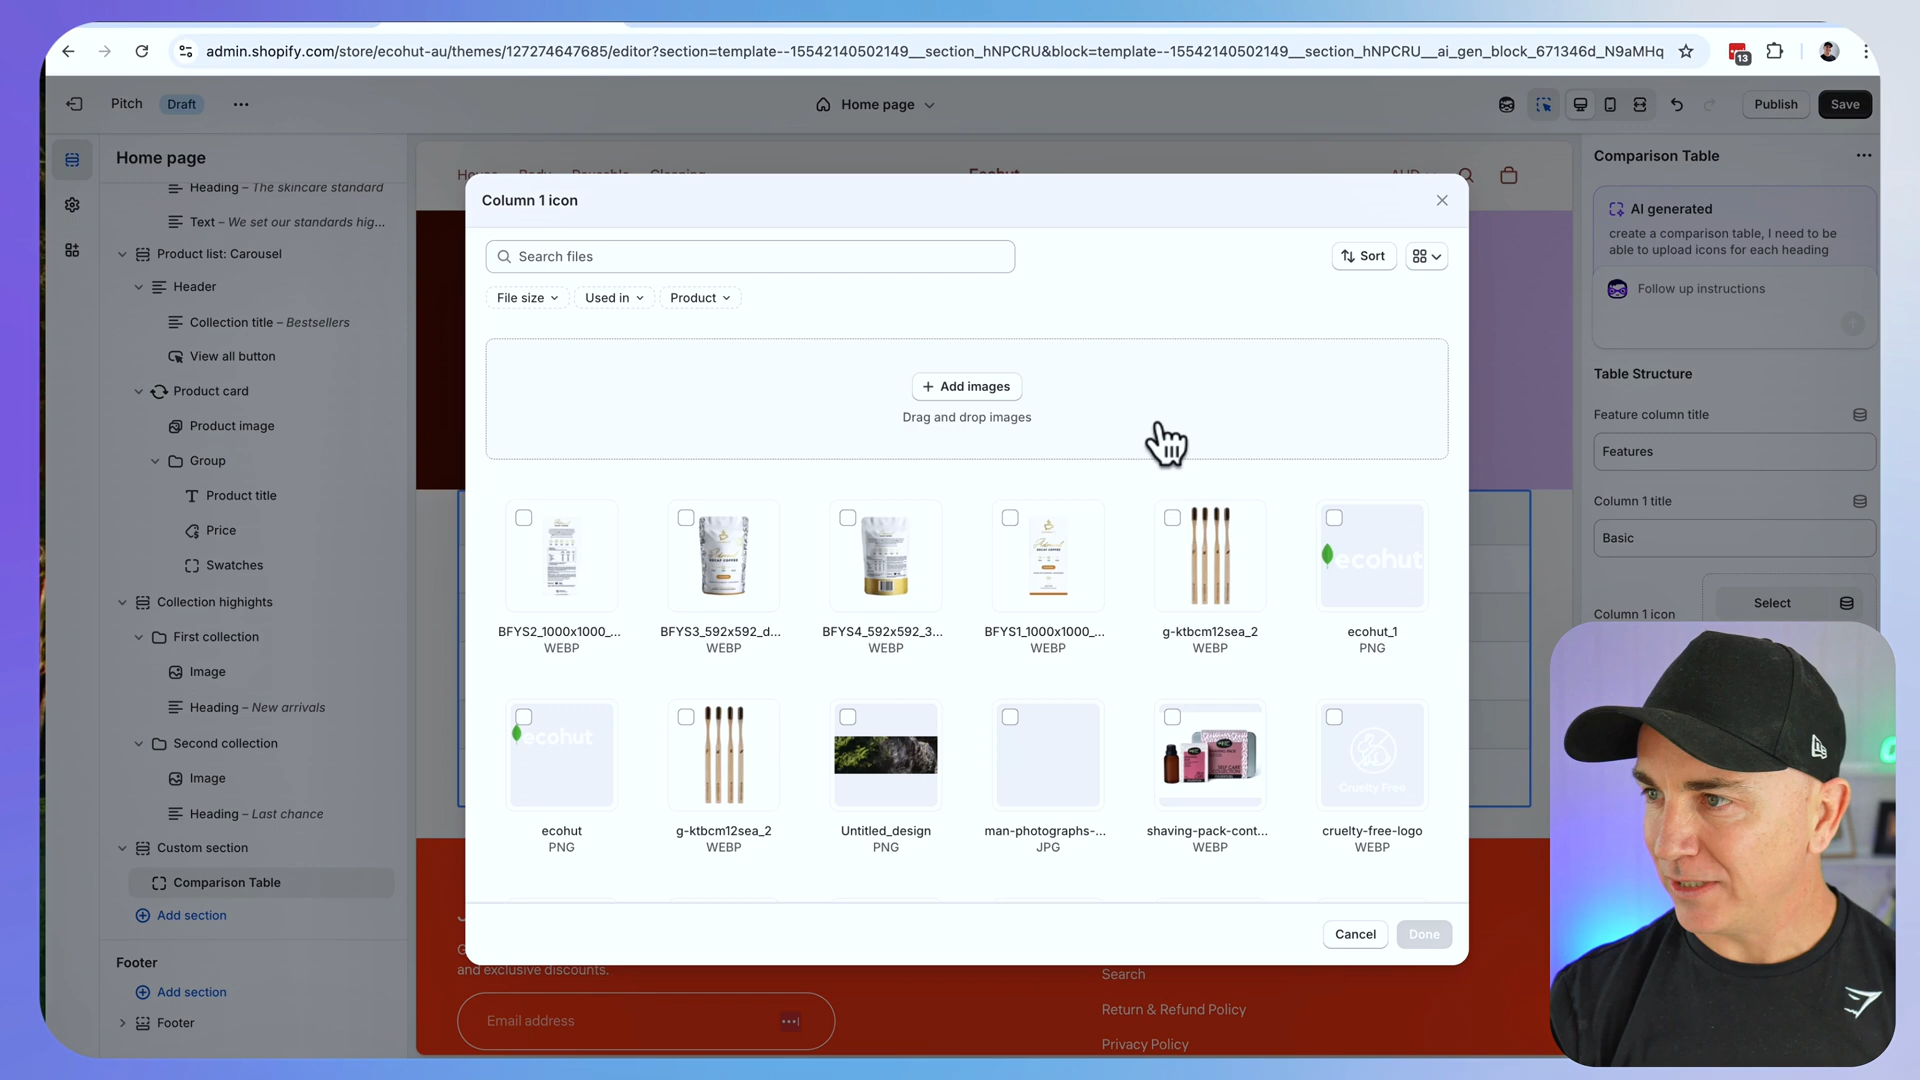 admin.shopify.com/store/ecohut-au/themes/127274647685/editor?section=template--15542140502149__section_hNPCRU&block=template--15542140502149__section_hNPCRU__ai_gen_block_671346d_N9aMHq
13
Pitch
Draft
Home page
Publish
Save
Home page
Heading – The skincare standard
Text – We set our standards hig...
Product list: Carousel
Header
Collection title – Bestsellers
View all button
Product card
Product image
Group
Product title
Price
Swatches
Collection highlights
First collection
Image
Heading – New arrivals
Second collection
Image
Heading – Last chance
Custom section
Comparison Table
Add section
Footer
Add section
Footer
Column 1 icon
Search files
Sort
File size
Used in
Product
Add images
Drag and drop images
ecohut
BFYS2_1000x1000_...
WEBP
BFYS3_592x592_d...
WEBP
BFYS4_592x592_3...
WEBP
BFYS1_1000x1000_...
WEBP
g-ktbcm12sea_2
WEBP
ecohut_1
PNG
ecohut
Cruelty Free
ecohut
PNG
g-ktbcm12sea_2
WEBP
Untitled_design
PNG
man-photographs-...
JPG
shaving-pack-cont...
WEBP
cruelty-free-logo
WEBP
Cancel
Done
and exclusive discounts.
Email address
Search
Return & Refund Policy
Privacy Policy
Comparison Table
AI generated
create a comparison table, I need to be
able to upload icons for each heading
Follow up instructions
Table Structure
Feature column title
Features
Column 1 title
Basic
Column 1 icon
Select